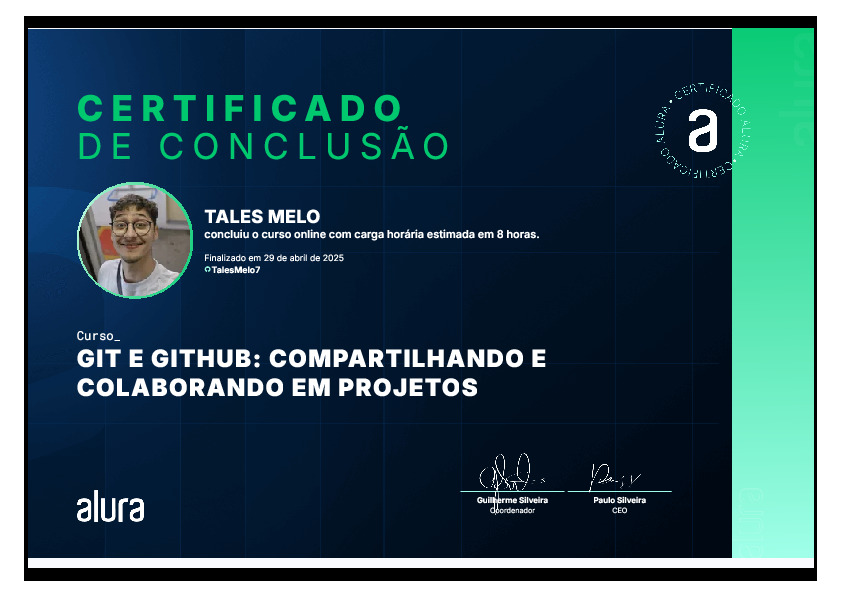 CERTIFICADO
DE CONCLUSÃO
• CERTIFICADO ALURA • CERTIFICADO ALURA
a
TALES MELO
concluiu o curso online com carga horária estimada em 8 horas.
Finalizado em 29 de abril de 2025
TalesMelo7
Curso_
GIT E GITHUB: COMPARTILHANDO E
COLABORANDO EM PROJETOS
Guilherme Silveira
Coordenador
Paulo Silveira
CEO
alura
alura
alura